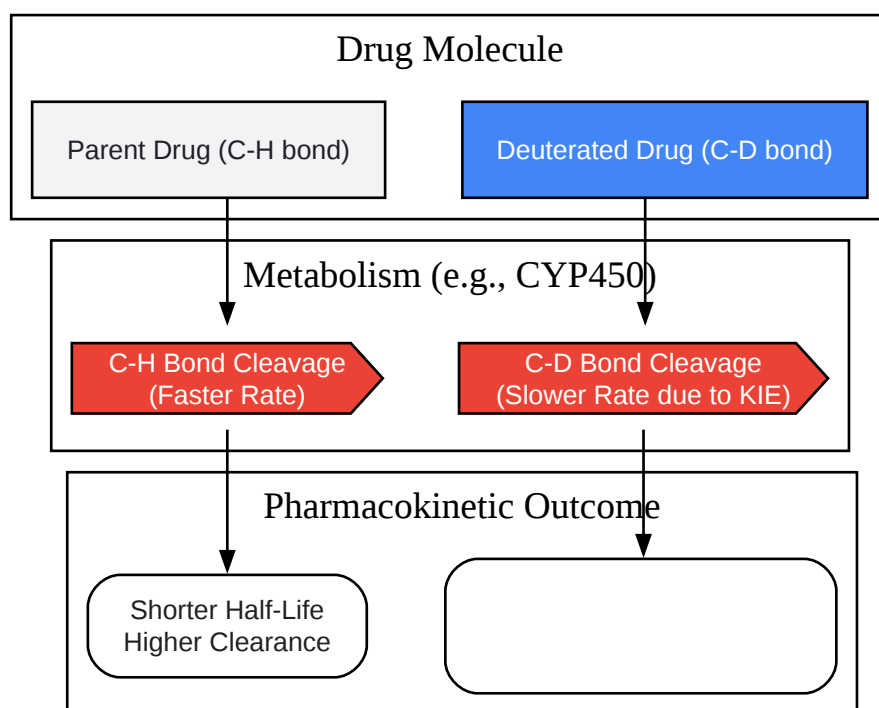 Drug Molecule
Parent Drug (C-H bond)
Deuterated Drug (C-D bond)
Metabolism (e.g., CYP450)
C-H Bond Cleavage
(Faster Rate)
C-D Bond Cleavage
(Slower Rate due to KIE)
Pharmacokinetic Outcome
Shorter Half-Life
Higher Clearance